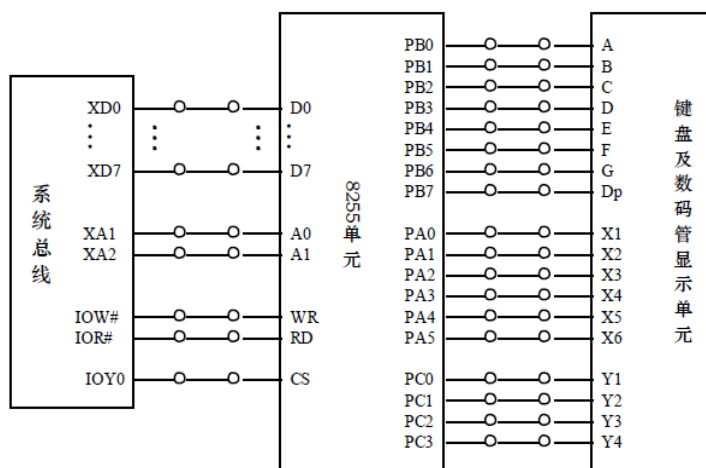 系统总线
XD0
XD7
XA1
XA2
IOW#
IOR#
IOY0
8255单元
D0
D7
A0
A1
WR
RD
CS
PB0
PB1
PB2
PB3
PB4
PB5
PB6
PB7
PA0
PA1
PA2
PA3
PA4
PA5
PC0
PC1
PC2
PC3
A
B
C
D
E
F
G
Dp
X1
X2
X3
X4
X5
X6
Y1
Y2
Y3
Y4
键盘及数码管显示单元